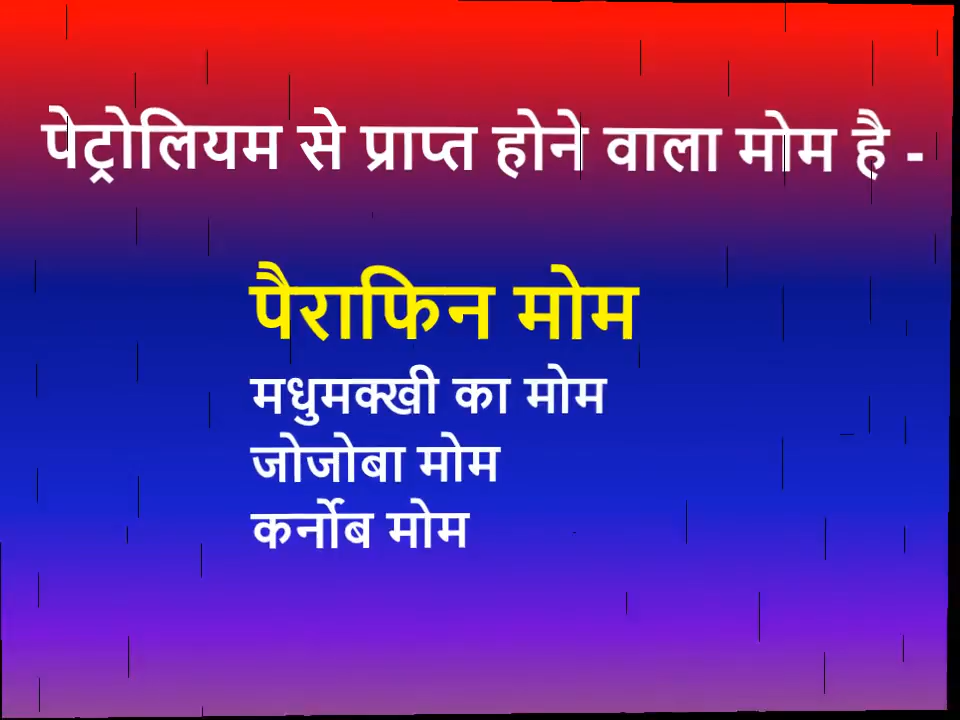 पेट्रोलियम से प्राप्त होने वाला मोम है -
पैराफिन मोम
मधुमक्खी का मोम
जोजोबा मोम
कर्नोब मोम